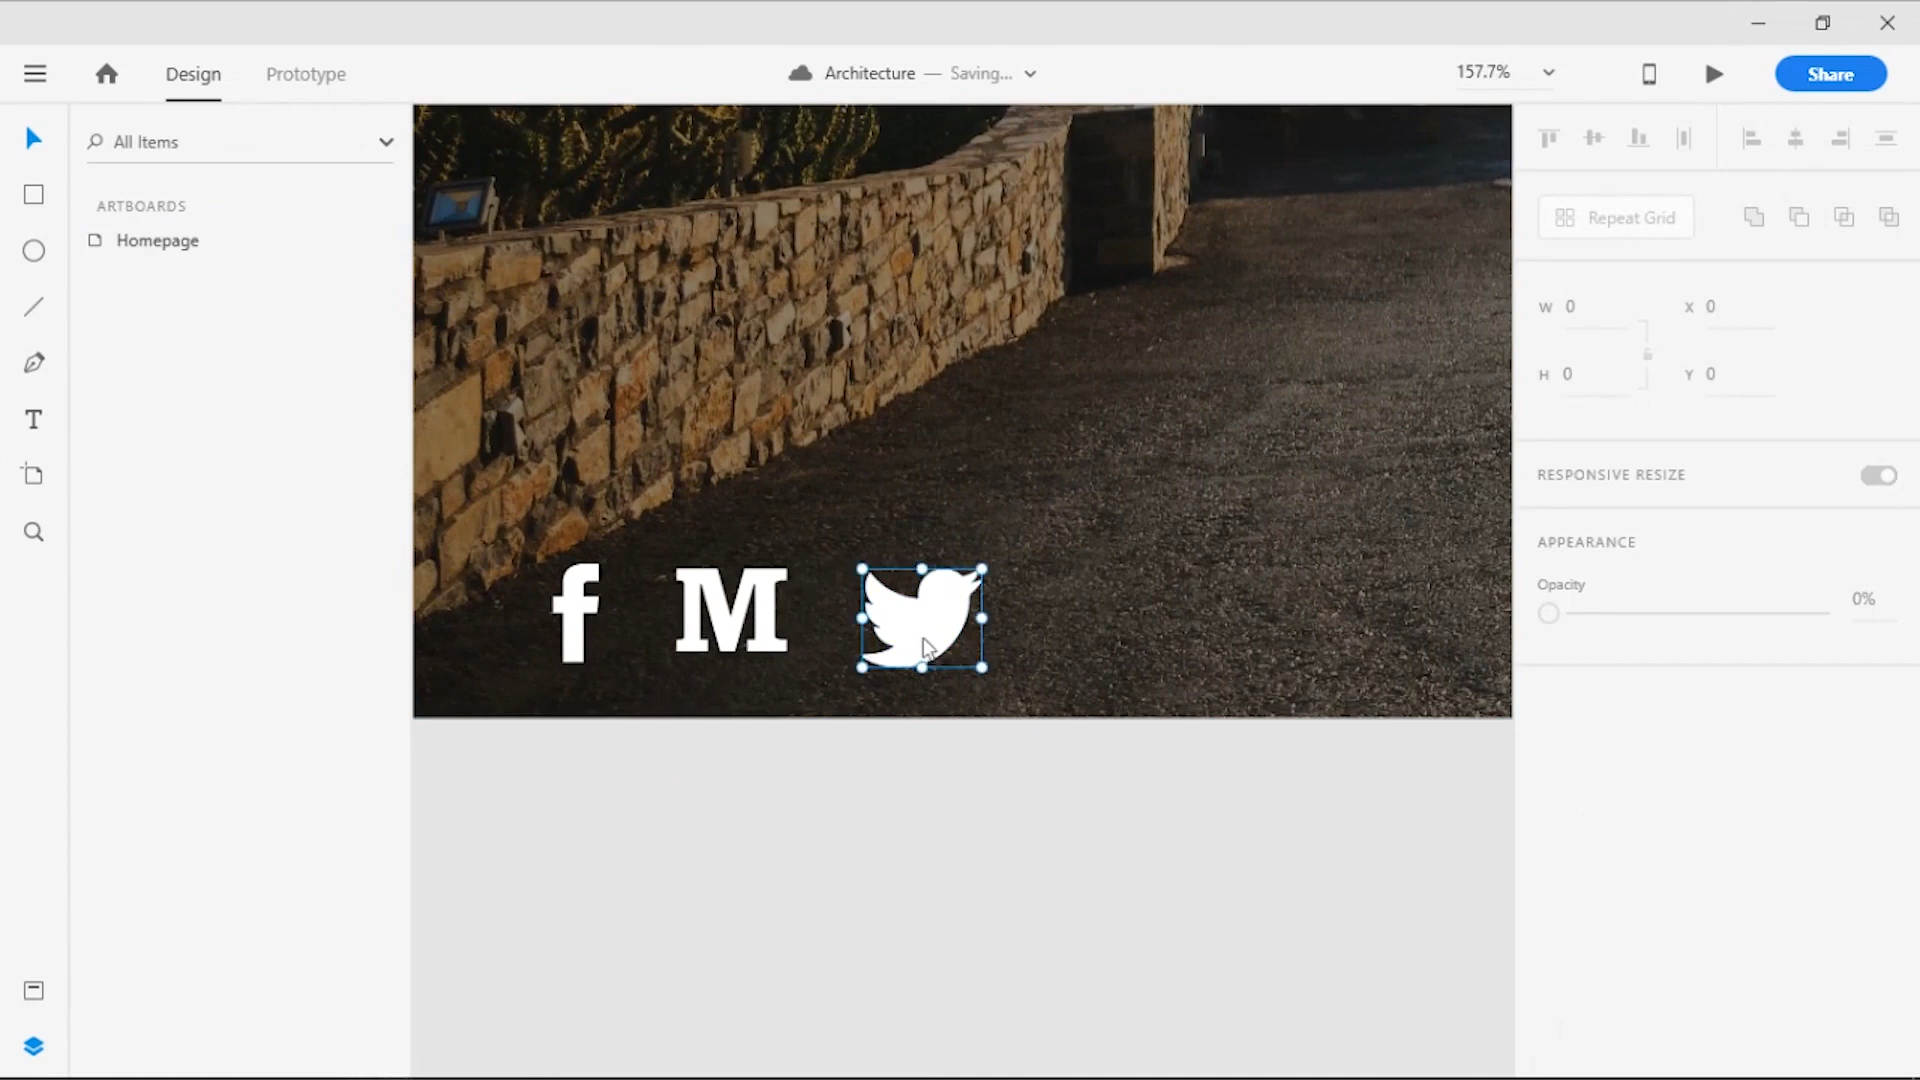 Design
Prototype
Architecture — Saving...
157.7%
Share
All Items
ARTBOARDS
Homepage
Repeat Grid
W 0
X 0
H 0
Y 0
RESPONSIVE RESIZE
APPEARANCE
Opacity
0%
f M